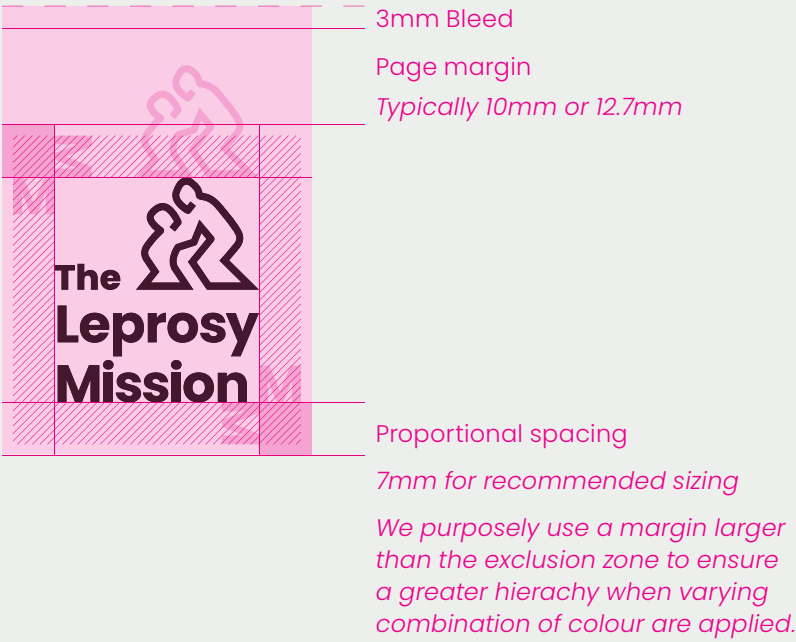 3mm Bleed
Page margin
Typically 10mm or 12.7mm
M
M
The
Leprosy
Mission
M
M
Proportional spacing
7mm for recommended sizing
We purposely use a margin larger
than the exclusion zone to ensure
a greater hierachy when varying
combination of colour are applied.